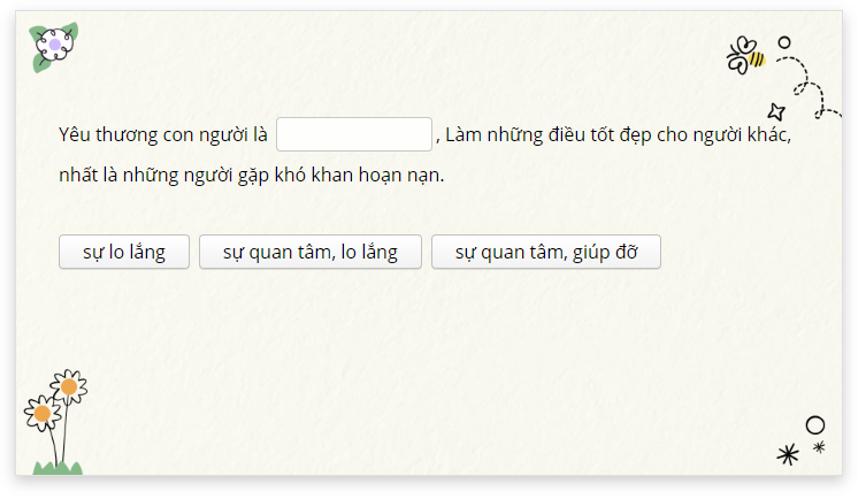 Yêu thương con người là , Làm những điều tốt đẹp cho người khác,
nhất là những người gặp khó khan hoạn nạn.
sự lo lắng sự quan tâm, lo lắng sự quan tâm, giúp đỡ